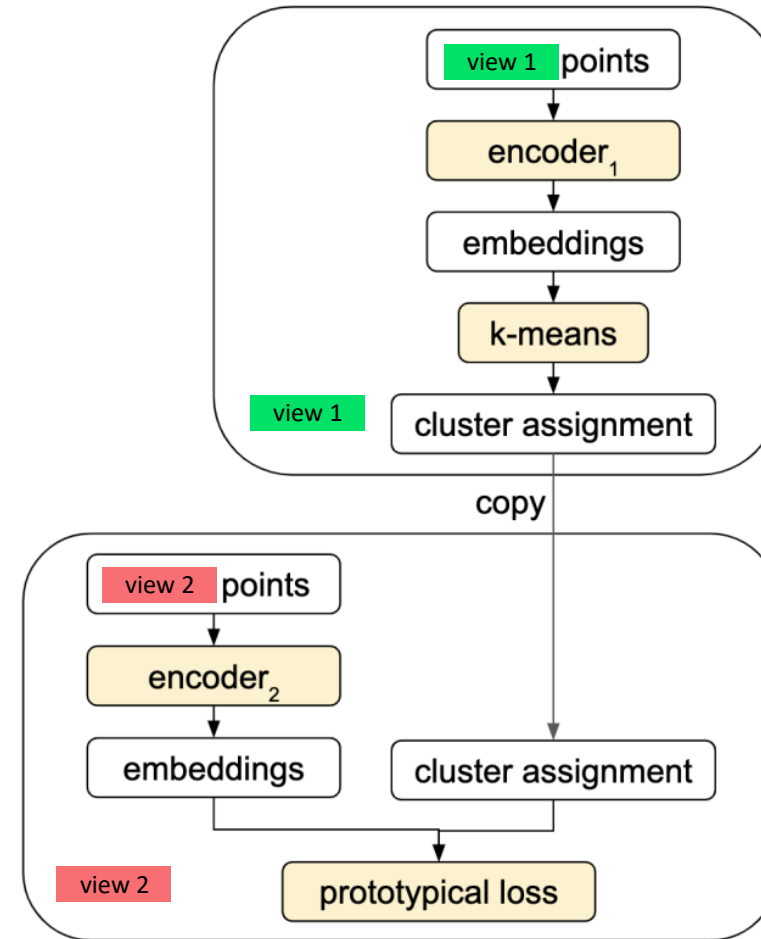 view 1 points
encoder₁
embeddings
k-means
view 1
cluster assignment
copy
view 2 points
encoder₂
embeddings
cluster assignment
view 2
prototypical loss